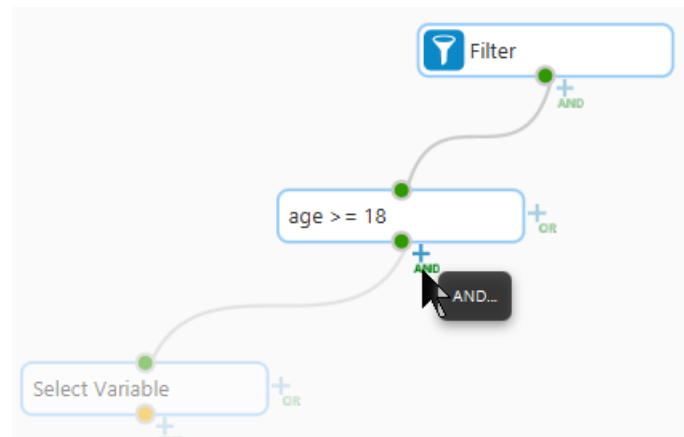 Filter
AND
age >= 18
OR
AND
AND...
Select Variable
OR